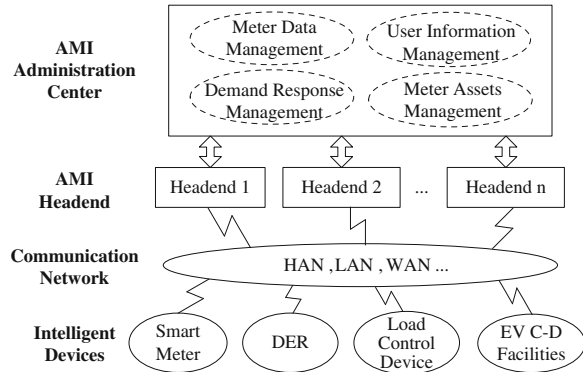 AMI
Administration
Center
Meter Data
Management
User Information
Management
Demand Response
Management
Meter Assets
Management
AMI
Headend
Headend 1
Headend 2
...
Headend n
Communication
Network
HAN , LAN , WAN ...
Intelligent
Devices
Smart
Meter
DER
Load
Control
Device
EV C-D
Facilities